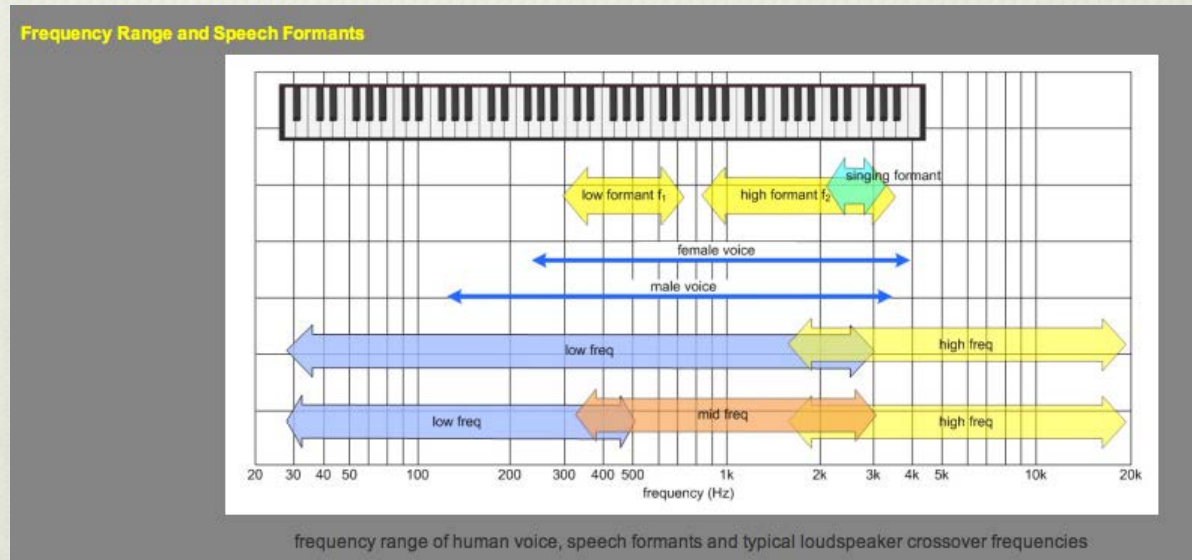 Frequency Range and Speech Formants
singing formant
low formant f₁
high formant f₂
female voice
male voice
low freq
high freq
low freq
mid freq
high freq
20 30 40 50 100 200 300 400 500 1k 2k 3k 4k 5k 10k 20k
frequency (Hz)
frequency range of human voice, speech formants and typical loudspeaker crossover frequencies